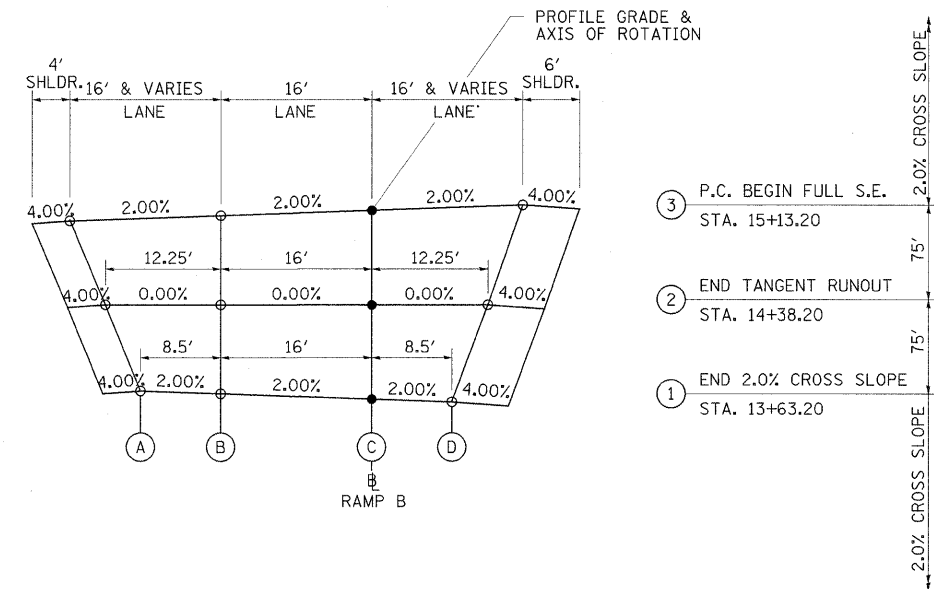 PROFILE GRADE &
AXIS OF ROTATION
4'
SHLDR.
16' & VARIES
LANE
16'
LANE
16' & VARIES
LANE
6'
SHLDR.
4.00%
2.00%
2.00%
2.00%
4.00%
12.25'
16'
12.25'
4.00%
0.00%
0.00%
0.00%
4.00%
8.5'
16'
8.5'
4.00%
2.00%
2.00%
2.00%
4.00%
A
B
C
D
BL
RAMP B
3
P.C. BEGIN FULL S.E.
STA. 15+13.20
2
END TANGENT RUNOUT
STA. 14+38.20
1
END 2.0% CROSS SLOPE
STA. 13+63.20
2.0% CROSS SLOPE
75'
75'
2.0% CROSS SLOPE